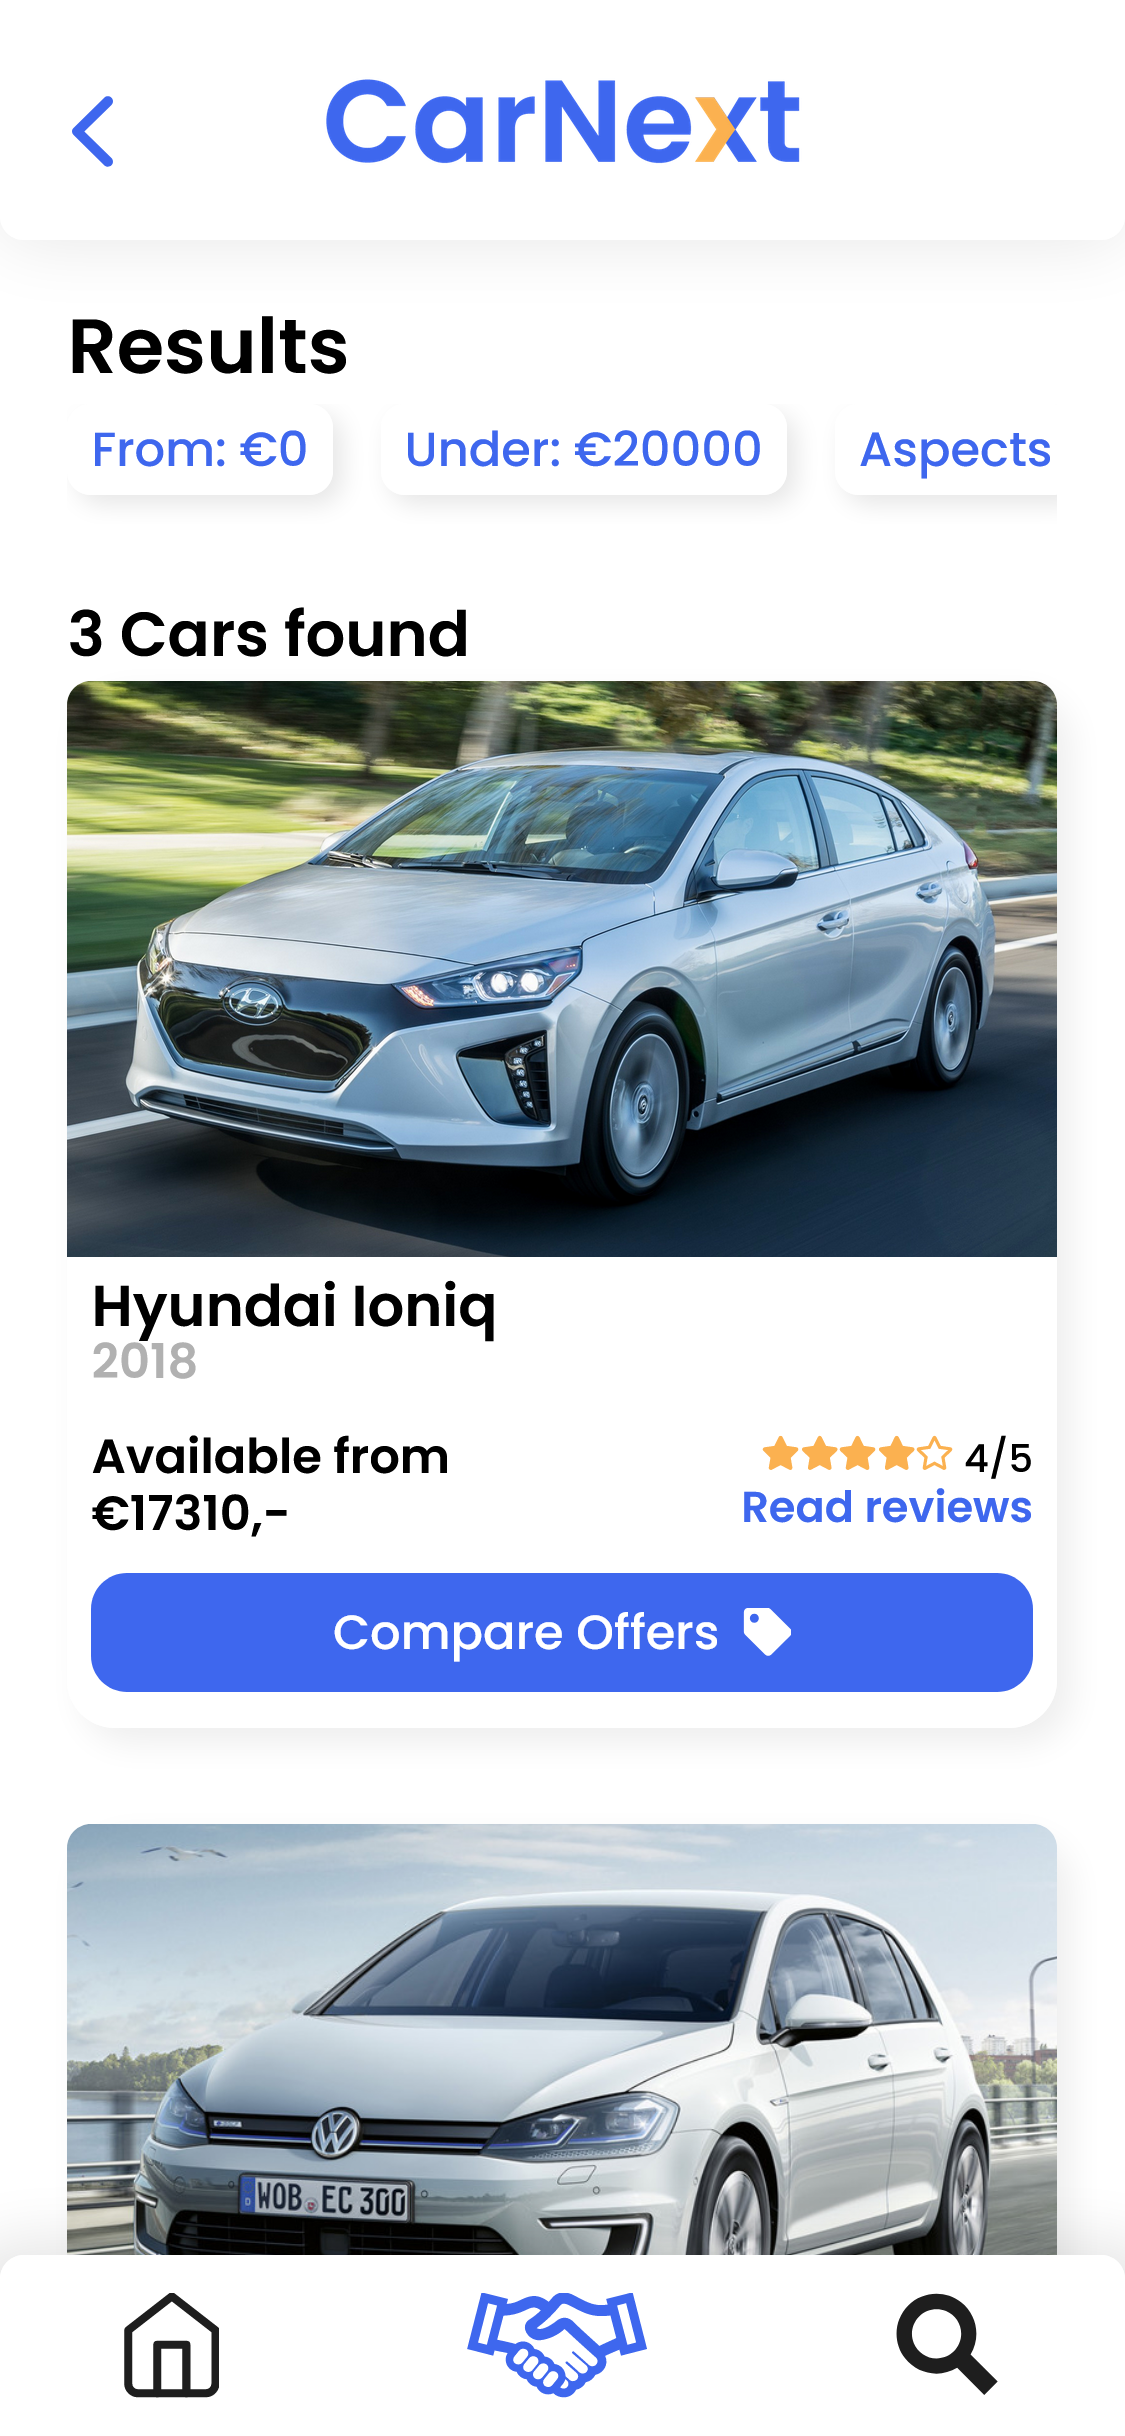 CarNext
Results
From: €0
Under: €20000
Aspects
3 Cars found
Hyundai Ioniq
2018
Available from
€17310,-
4/5
Read reviews
Compare Offers
WOB EC 300